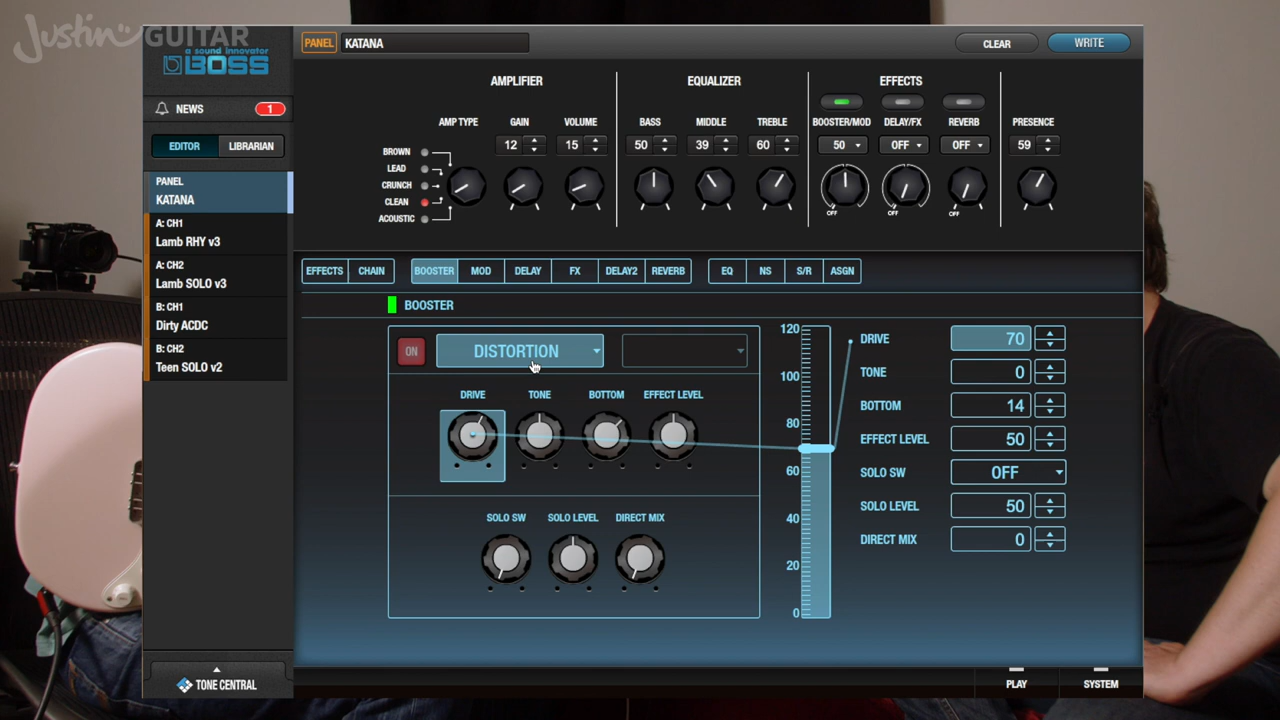 Justin GUITAR
a sound innovator
BOSS
NEWS 1
EDITOR LIBRARIAN
PANEL
KATANA
A: CH1
Lamb RHY v3
A: CH2
Lamb SOLO v3
B: CH1
Dirty ACDC
B: CH2
Teen SOLO v2
TONE CENTRAL
PANEL KATANA CLEAR WRITE
AMPLIFIER EQUALIZER EFFECTS
AMP TYPE GAIN VOLUME BASS MIDDLE TREBLE BOOSTER/MOD DELAY/FX REVERB PRESENCE
12 15 50 39 60 50 OFF OFF 59
BROWN
LEAD
CRUNCH
CLEAN
ACOUSTIC
OFF OFF OFF
EFFECTS CHAIN BOOSTER MOD DELAY FX DELAY2 REVERB EQ NS S/R ASGN
BOOSTER
ON DISTORTION
DRIVE TONE BOTTOM EFFECT LEVEL
SOLO SW SOLO LEVEL DIRECT MIX
120
100
80
60
40
20
0
DRIVE 70
TONE 0
BOTTOM 14
EFFECT LEVEL 50
SOLO SW OFF
SOLO LEVEL 50
DIRECT MIX 0
PLAY SYSTEM